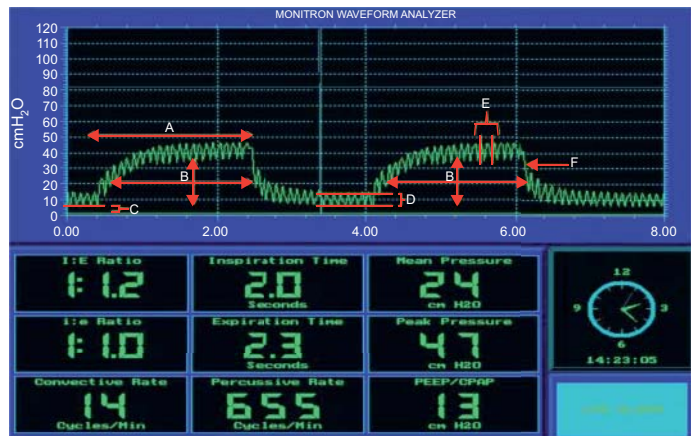 MONITRON WAVEFORM ANALYZER
120
110
100
90
80
70
60
50
40
30
20
10
0
cmH2O
A
B
C
D
B
E
F
0.00 2.00 4.00 6.00 8.00
I:E Ratio
1:1.2
Inspiration Time
2.0
Seconds
Mean Pressure
24
cm H2O
i:e Ratio
1:1.0
Expiration Time
2.3
Seconds
Peak Pressure
47
cm H2O
Convective Rate
14
Cycles/Min
Percussive Rate
655
Cycles/Min
PEEP/CPAP
13
cm H2O
12
9 3
6
14:23:05